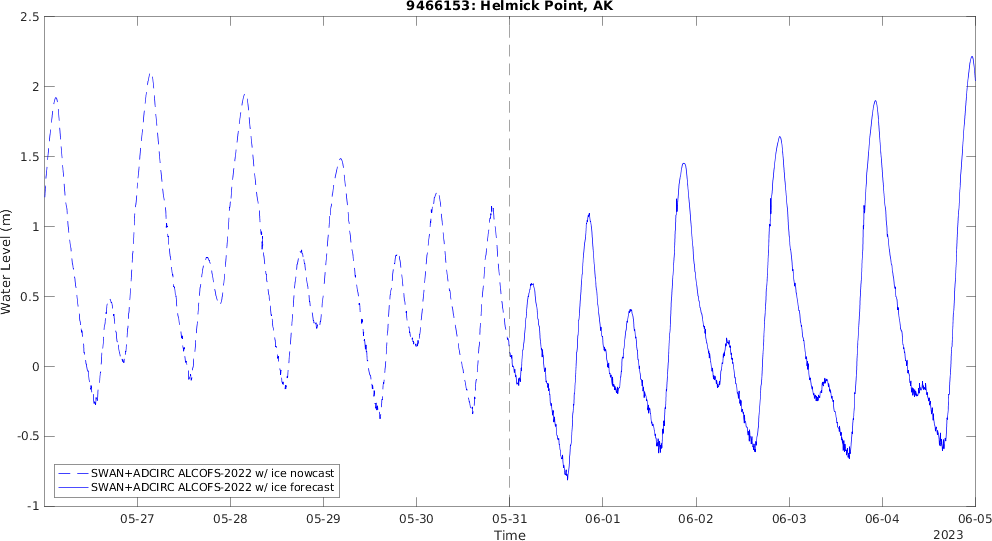 9466153: Helmick Point, AK
2.5
2
1.5
1
0.5
0
-0.5
-1
Water Level (m)
SWAN+ADCIRC ALCOFS-2022 w/ ice nowcast
SWAN+ADCIRC ALCOFS-2022 w/ ice forecast
05-27 05-28 05-29 05-30 05-31 06-01 06-02 06-03 06-04 06-05
Time
2023